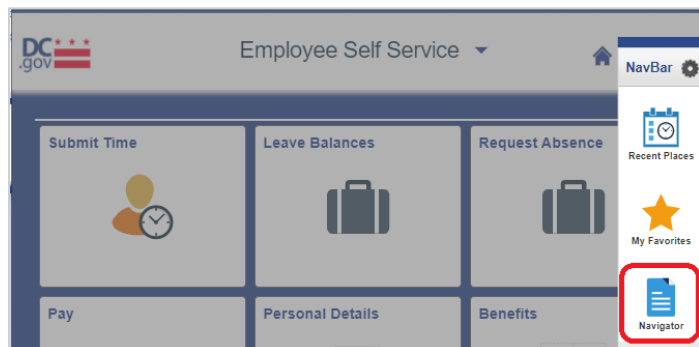 DC
.gov
Employee Self Service
NavBar
Submit Time
Leave Balances
Request Absence
Recent Places
My Favorites
Navigator
Pay
Personal Details
Benefits